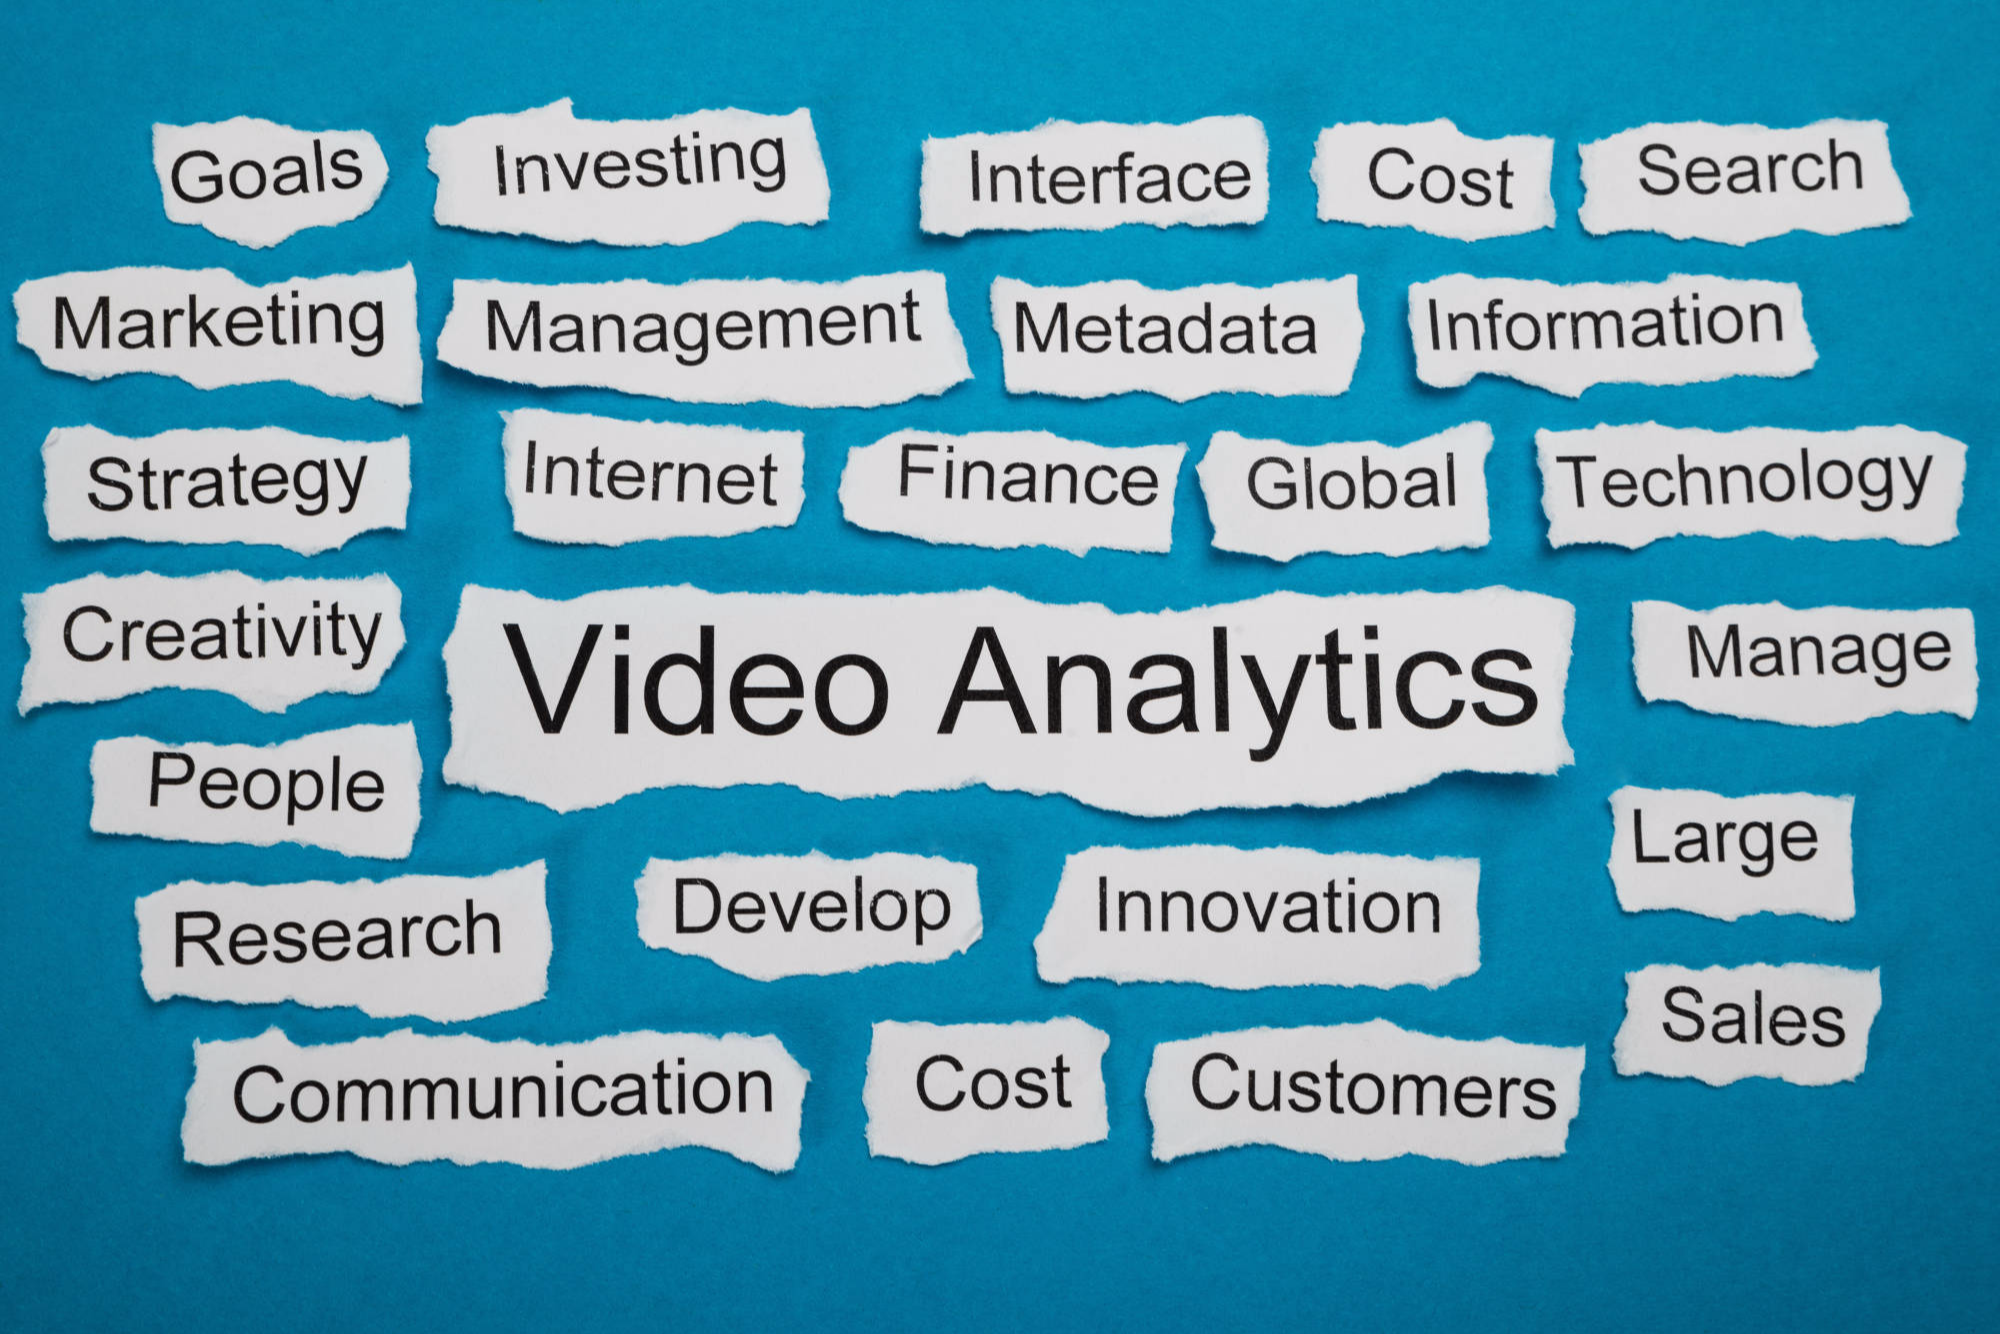 Goals Investing Interface Cost Search
Marketing Management Metadata Information
Strategy Internet Finance Global Technology
Creativity Video Analytics Manage
People
Large
Research Develop Innovation
Sales
Communication Cost Customers